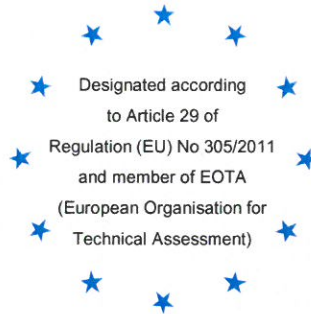 Designated according
to Article 29 of
Regulation (EU) No 305/2011
and member of EOTA
(European Organisation for
Technical Assessment)